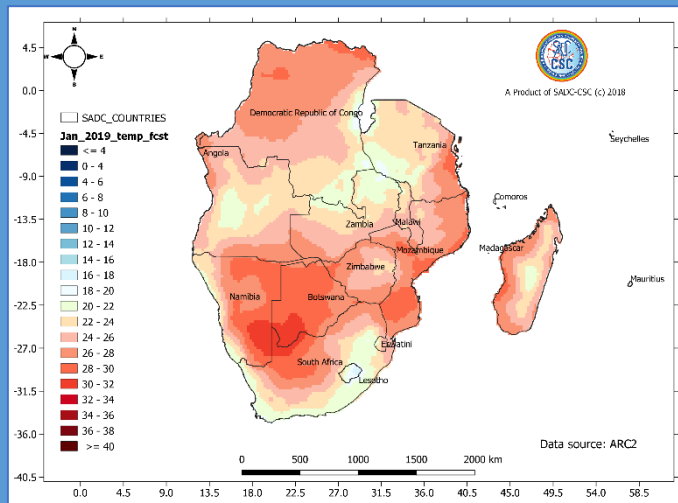 N
W E
S
SADC
CSC
A Product of SADC-CSC (c) 2018
4.5
0.0
-4.5
-9.0
-13.5
-18.0
-22.5
-27.0
-31.5
-36.0
-40.5
SADC_COUNTRIES
Jan_2019_temp_fcst
<= 4
0 - 4
4 - 6
6 - 8
8 - 10
10 - 12
12 - 14
14 - 16
16 - 18
18 - 20
20 - 22
22 - 24
24 - 26
26 - 28
28 - 30
30 - 32
32 - 34
34 - 36
36 - 38
>= 40
Democratic Republic of Congo
Tanzania
Seychelles
Angola
Comoros
Zambia
Malawi
Mozambique
Madagascar
Zimbabwe
Mauritius
Namibia
Botswana
South Africa
Lesotho
Data source: ARC2
0 500 1000 1500 2000 km
0.0 4.5 9.0 13.5 18.0 22.5 27.0 31.5 36.0 40.5 45.0 49.5 54.0 58.5